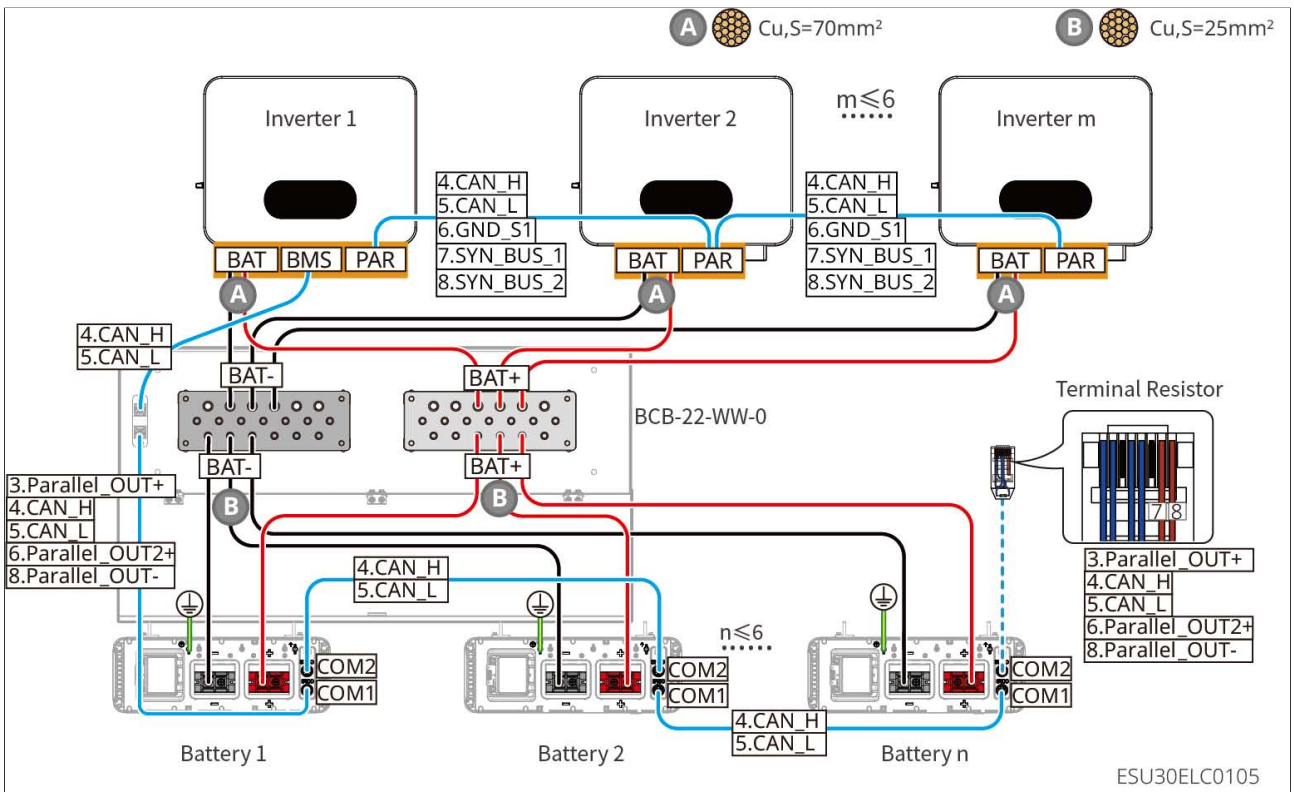 A Cu,S=70mm²
B Cu,S=25mm²
Inverter 1
Inverter 2
m≤6
Inverter m
4.CAN_H
5.CAN_L
6.GND_S1
7.SYN_BUS_1
8.SYN_BUS_2
4.CAN_H
5.CAN_L
6.GND_S1
7.SYN_BUS_1
8.SYN_BUS_2
BAT BMS PAR
BAT PAR
BAT PAR
A
A
A
4.CAN_H
5.CAN_L
BAT-
BAT+
BCB-22-WW-0
Terminal Resistor
BAT-
BAT+
B
B
7 8
3.Parallel_OUT+
4.CAN_H
5.CAN_L
6.Parallel_OUT2+
8.Parallel_OUT-
3.Parallel_OUT+
4.CAN_H
5.CAN_L
6.Parallel_OUT2+
8.Parallel_OUT-
4.CAN_H
5.CAN_L
n≤6
COM2
COM1
COM2
COM1
COM2
COM1
4.CAN_H
5.CAN_L
Battery 1
Battery 2
Battery n
ESU30ELC0105